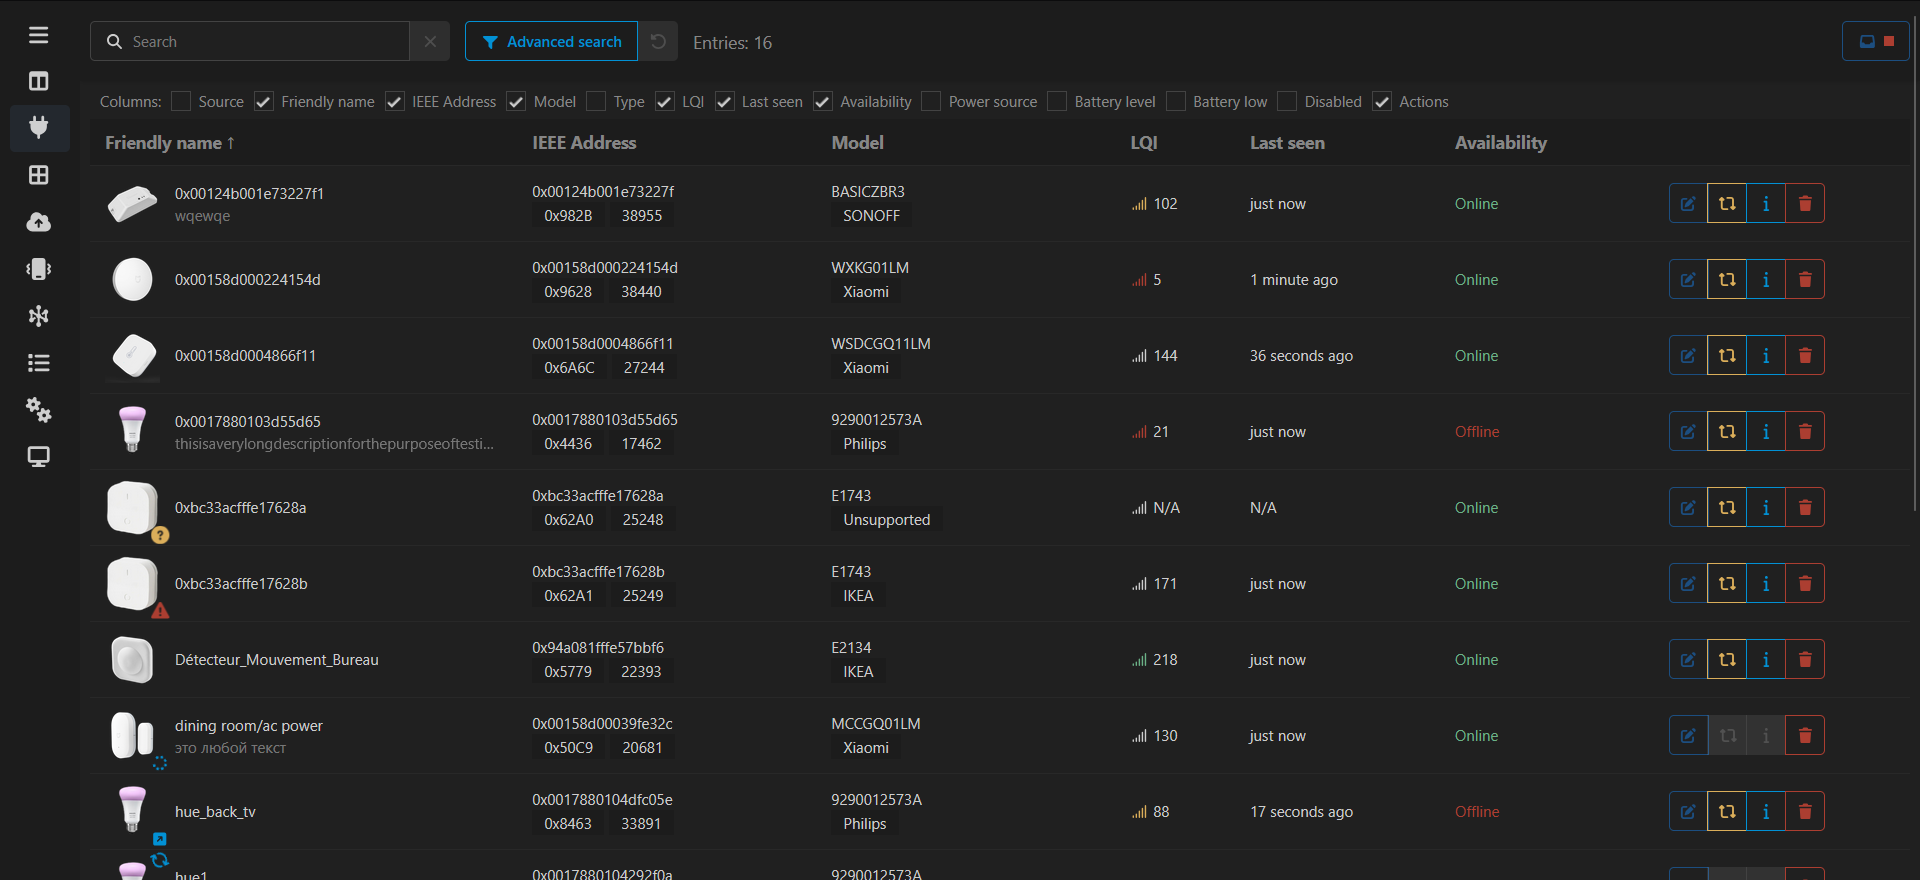 Search
Advanced search
Entries: 16
Columns: Source Friendly name IEEE Address Model Type LQI Last seen Availability Power source Battery level Battery low Disabled Actions
Friendly name ↑ IEEE Address Model LQI Last seen Availability
0x00124b001e73227f1
wqewqe
0x00124b001e73227f
0x982B 38955
BASICZBR3
SONOFF
102
just now
Online
0x00158d000224154d
0x00158d000224154d
0x9628 38440
WXKG01LM
Xiaomi
5
1 minute ago
Online
0x00158d0004866f11
0x00158d0004866f11
0x6A6C 27244
WSDCGQ11LM
Xiaomi
144
36 seconds ago
Online
0x0017880103d55d65
thisisaverylongdescriptionforthepurposeoftesti...
0x0017880103d55d65
0x4436 17462
9290012573A
Philips
21
just now
Offline
0xbc33acfffe17628a
0xbc33acfffe17628a
0x62A0 25248
E1743
Unsupported
N/A
N/A
Online
0xbc33acfffe17628b
0xbc33acfffe17628b
0x62A1 25249
E1743
IKEA
171
just now
Online
Détecteur_Mouvement_Bureau
0x94a081fffe57bbf6
0x5779 22393
E2134
IKEA
218
just now
Online
dining room/ac power
это любой текст
0x00158d00039fe32c
0x50C9 20681
MCCGQ01LM
Xiaomi
130
just now
Online
hue_back_tv
0x0017880104dfc05e
0x8463 33891
9290012573A
Philips
88
17 seconds ago
Offline
hue1
0x0017880104292f0a
9290012573A